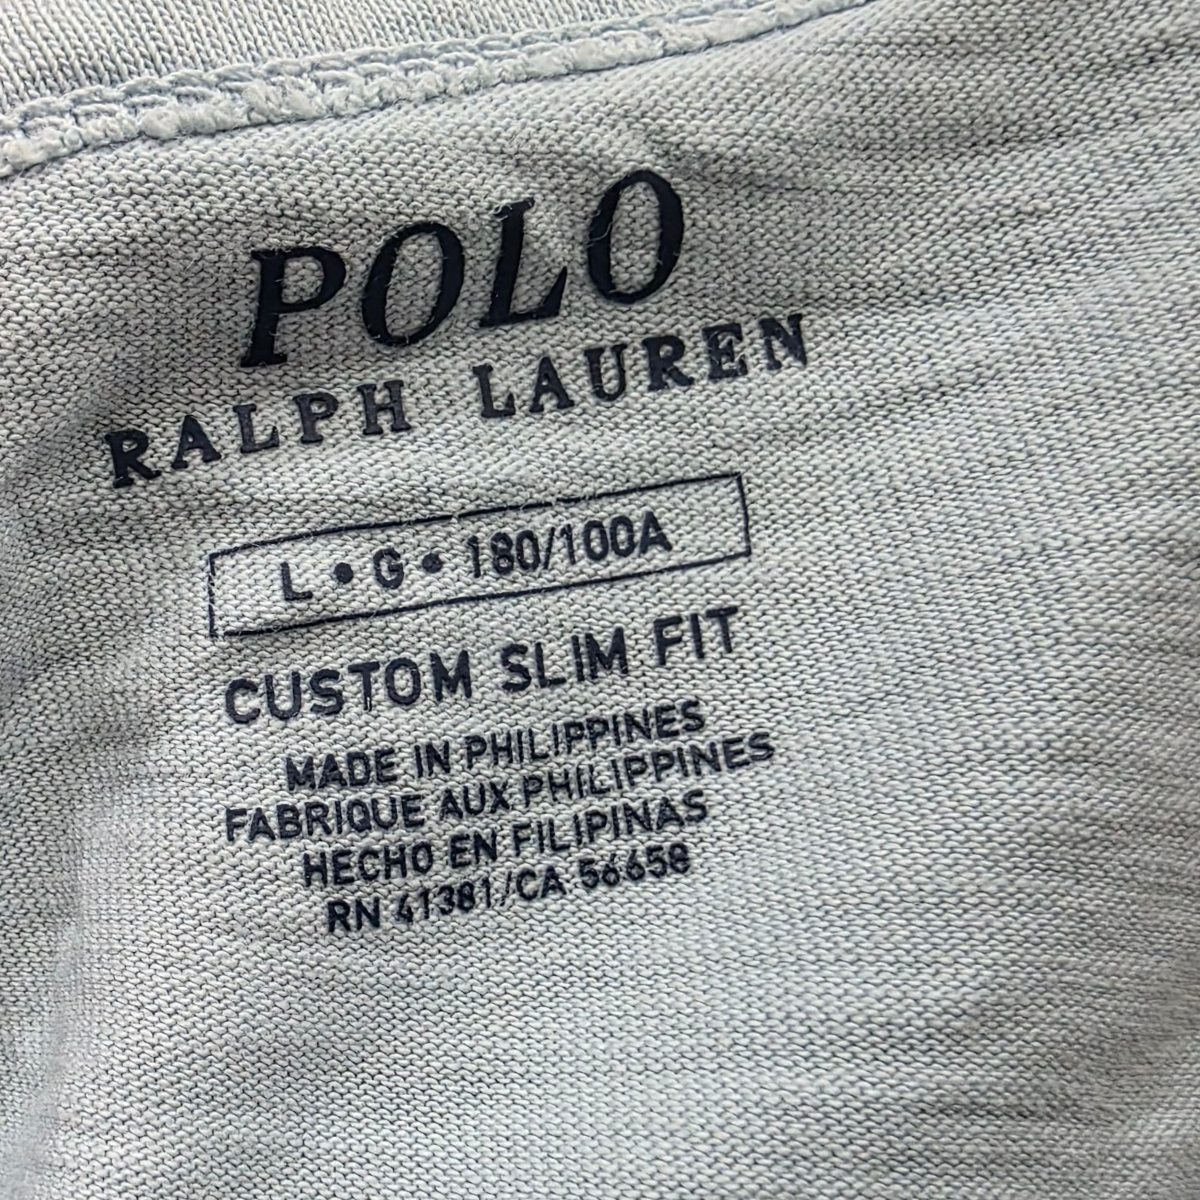 POLO
RALPH LAUREN
L • G • 180/100A
CUSTOM SLIM FIT
MADE IN PHILIPPINES
FABRIQUE AUX PHILIPPINES
HECHO EN FILIPINAS
RN 41381/CA 56658